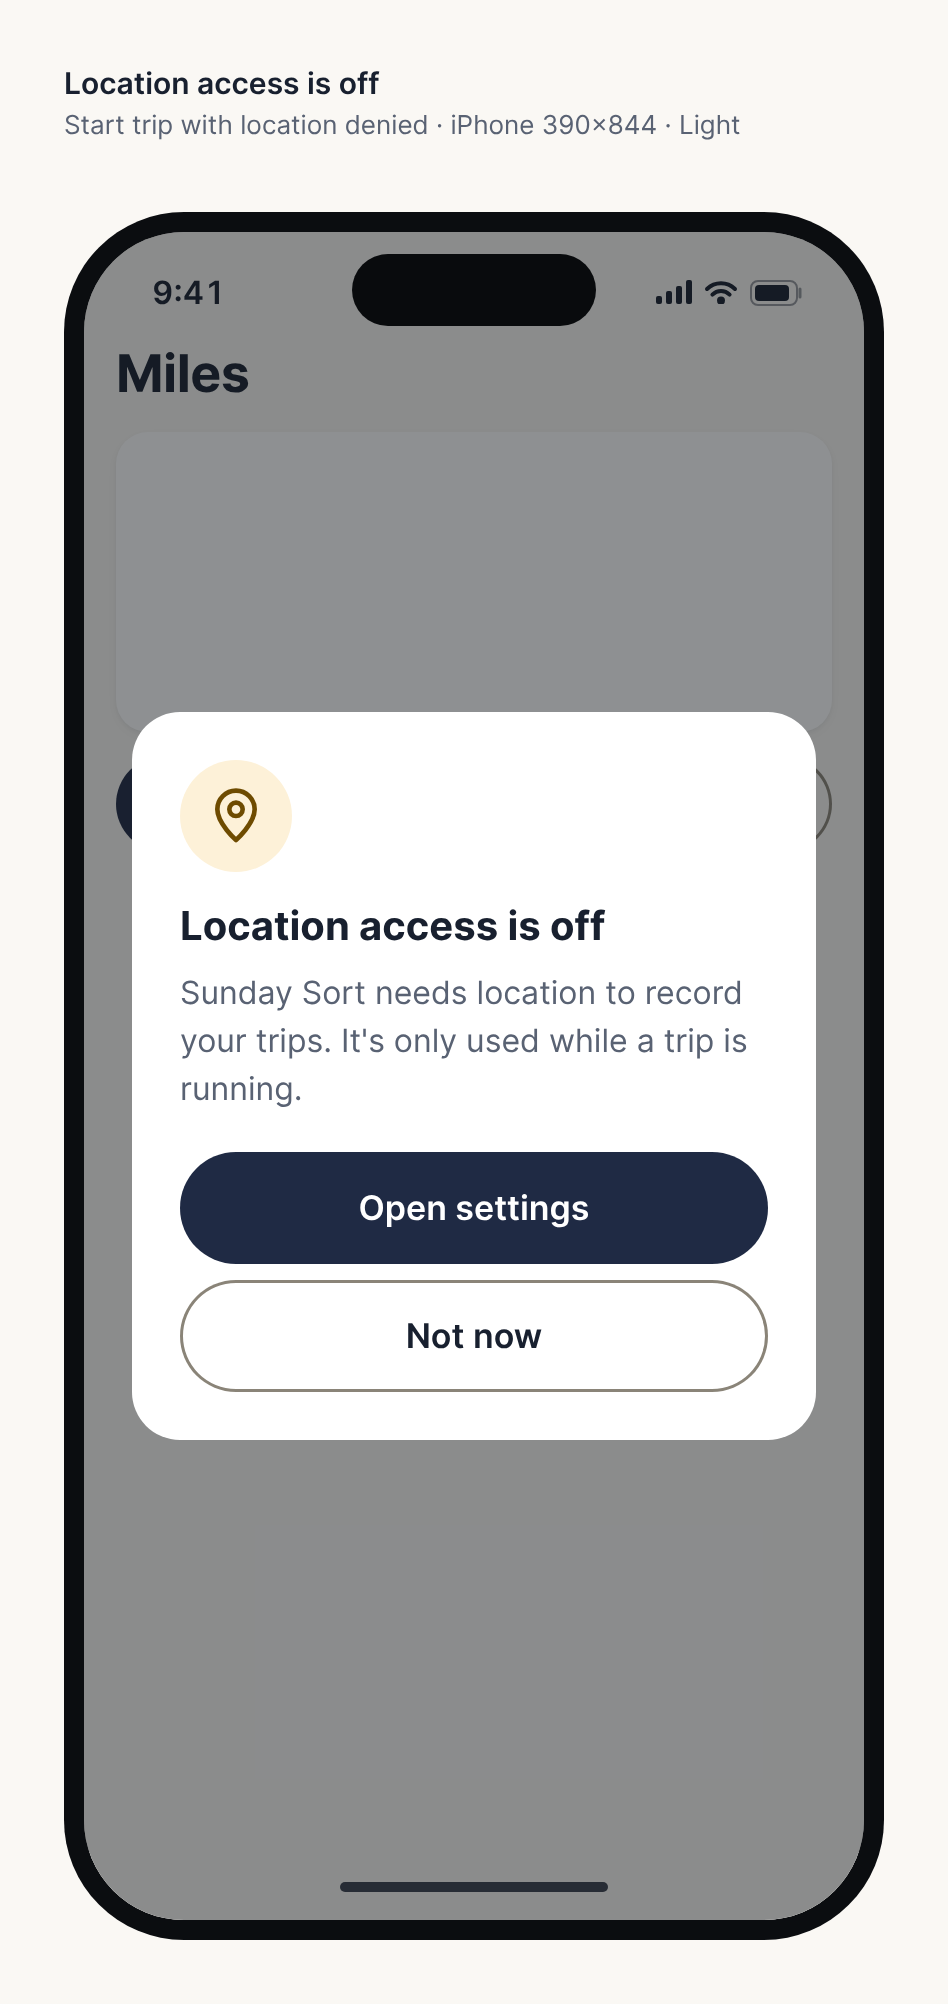 Location access is off
Start trip with location denied · iPhone 390×844 · Light
9:41
Miles
Location access is off
Sunday Sort needs location to record
your trips. It's only used while a trip is
running.
Open settings
Not now